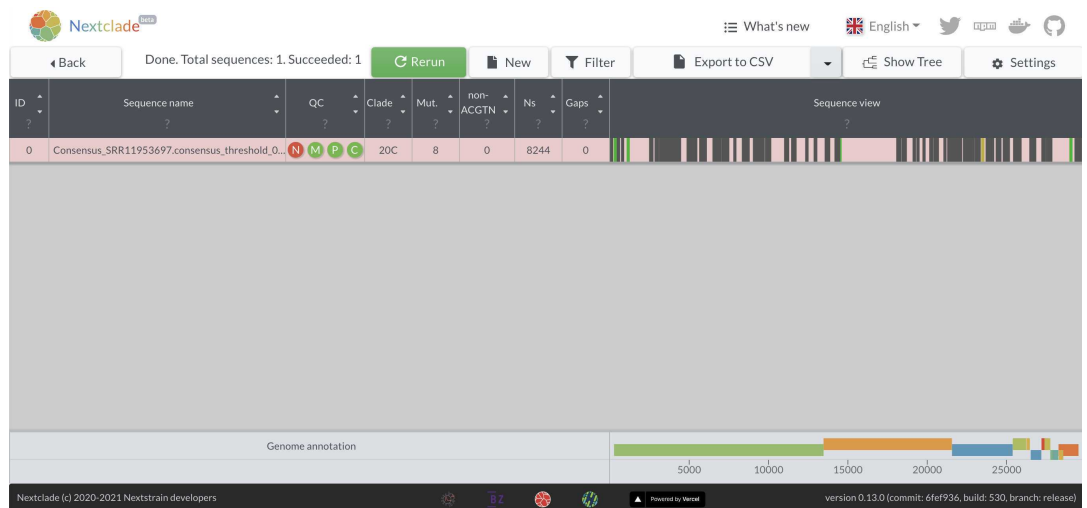 Nextclade beta
What's new
English
npm
Back
Done. Total sequences: 1. Succeeded: 1
Rerun
New
Filter
Export to CSV
Show Tree
Settings
ID ?
Sequence name ?
QC ?
Clade ?
Mut. ?
non-
ACGTN ?
Ns ?
Gaps ?
Sequence view ?
0 Consensus_SRR11953697.consensus_threshold_0... N M P C 20C 8 0 8244 0
Genome annotation
5000 10000 15000 20000 25000
Nextclade (c) 2020-2021 Nextstrain developers
BZ
Powered by Vercel
version 0.13.0 (commit: 6fef936, build: 530, branch: release)